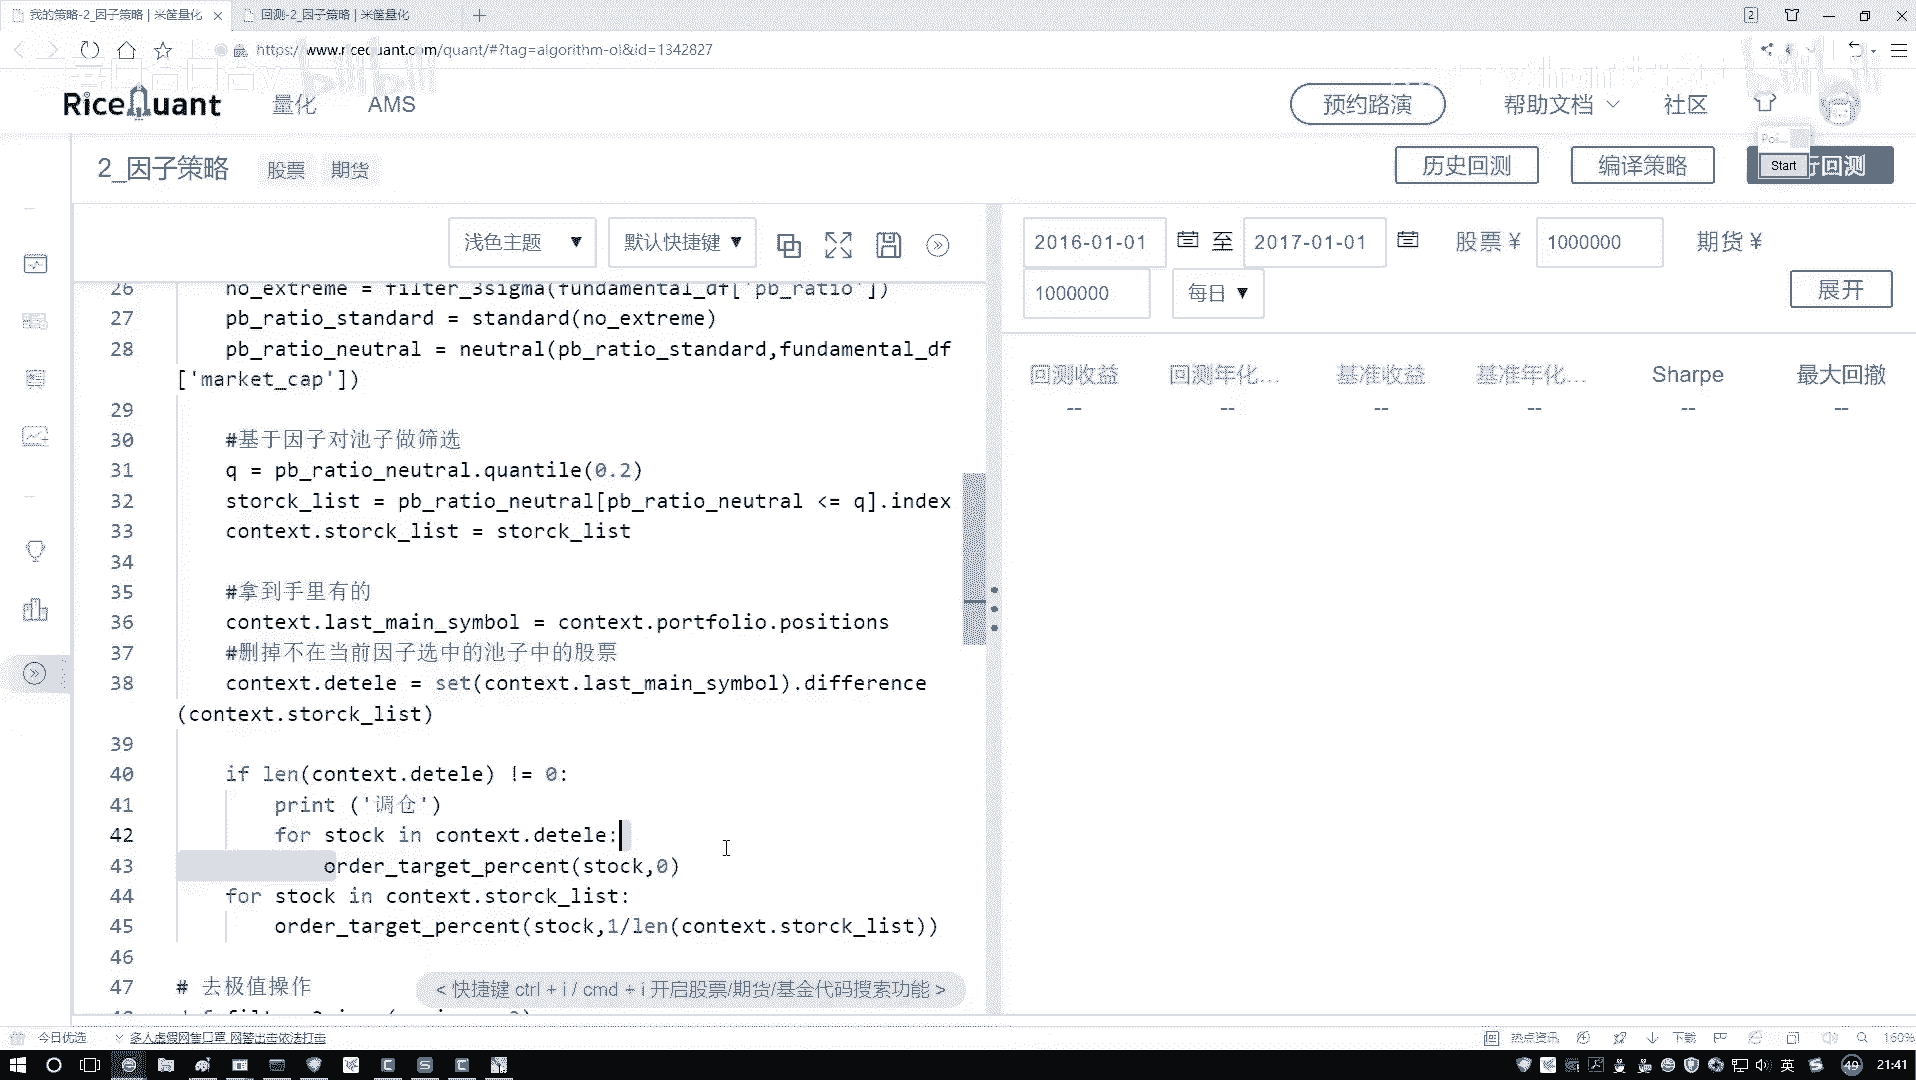 我的策略-2_因子策略 | 米筐量化
回测-2_因子策略 | 米筐量化
2
https://www.ricequant.com/quant/#?tag=algorithm-ol&id=1342827
bilibili
RiceQuant
量化
AMS
预约路演
帮助文档
社区
Poi...
2_因子策略
股票
期货
历史回测
编译策略
Start
行回测
浅色主题 ▼
默认快捷键 ▼
2016-01-01
至
2017-01-01
股票 ¥
1000000
期货 ¥
1000000
每日 ▼
展开
回测收益
回测年化...
基准收益
基准年化...
Sharpe
最大回撤
--
--
--
--
--
--
26 no_extreme = filter_3sigma(fundamental_df['pb_ratio'])
27 pb_ratio_standard = standard(no_extreme)
28 pb_ratio_neutral = neutral(pb_ratio_standard,fundamental_df
['market_cap'])
29
30 #基于因子对池子做筛选
31 q = pb_ratio_neutral.quantile(0.2)
32 storck_list = pb_ratio_neutral[pb_ratio_neutral <= q].index
33 context.storck_list = storck_list
34
35 #拿到手里有的
36 context.last_main_symbol = context.portfolio.positions
37 #删掉不在当前因子选中的池子中的股票
38 context.detele = set(context.last_main_symbol).difference
(context.storck_list)
39
40 if len(context.detele) != 0:
41 print ('调仓')
42 for stock in context.detele:
43 order_target_percent(stock,0)
44 for stock in context.storck_list:
45 order_target_percent(stock,1/len(context.storck_list))
46
47 # 去极值操作
< 快捷键 ctrl + i / cmd + i 开启股票/期货/基金代码搜索功能 >
今日优选
多人虚假网售口罩 网警出击依法打击
热点资讯
下载
160%
英
49
21:41